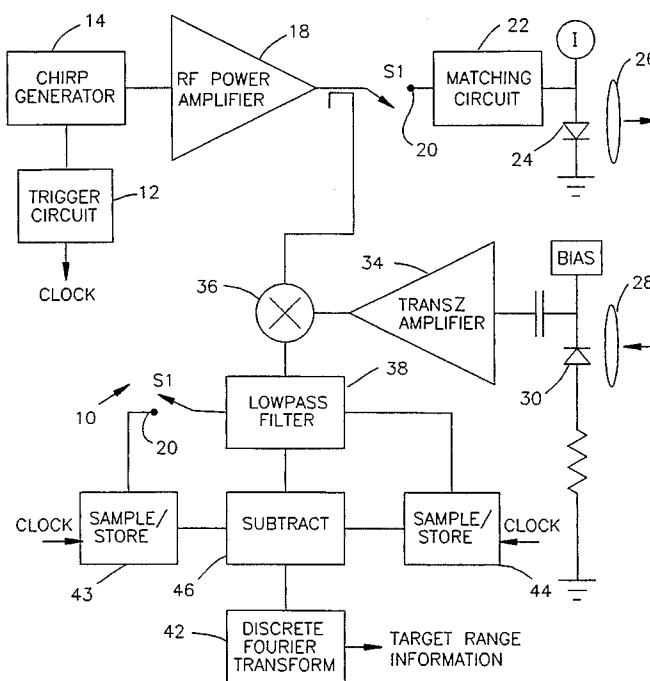 14
CHIRP
GENERATOR
18
RF POWER
AMPLIFIER
S1
20
22
MATCHING
CIRCUIT
I
26
24
TRIGGER
CIRCUIT
12
CLOCK
36
34
TRANSZ
AMPLIFIER
BIAS
28
30
10
S1
20
38
LOWPASS
FILTER
CLOCK
SAMPLE/
STORE
43
SUBTRACT
46
SAMPLE/
STORE
CLOCK
44
42
DISCRETE
FOURIER
TRANSFORM
TARGET RANGE
INFORMATION